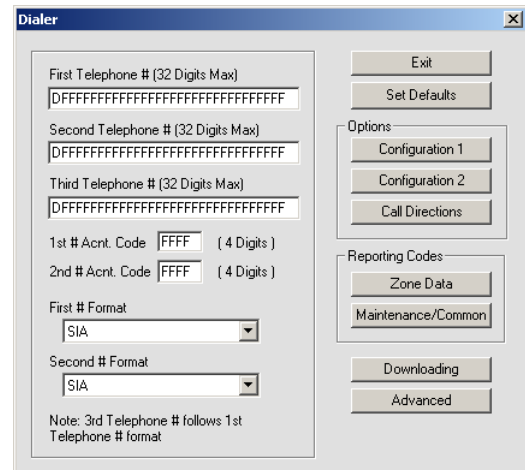 Dialer
First Telephone # (32 Digits Max)
DFFFFFFFFFFFFFFFFFFFFFFFFFFFFFFF
Second Telephone # (32 Digits Max)
DFFFFFFFFFFFFFFFFFFFFFFFFFFFFFFF
Third Telephone # (32 Digits Max)
DFFFFFFFFFFFFFFFFFFFFFFFFFFFFFFF
1st # Acnt. Code FFFF ( 4 Digits )
2nd # Acnt. Code FFFF ( 4 Digits )
First # Format
SIA
Second # Format
SIA
Note: 3rd Telephone # follows 1st
Telephone # format
Exit
Set Defaults
Options
Configuration 1
Configuration 2
Call Directions
Reporting Codes
Zone Data
Maintenance/Common
Downloading
Advanced